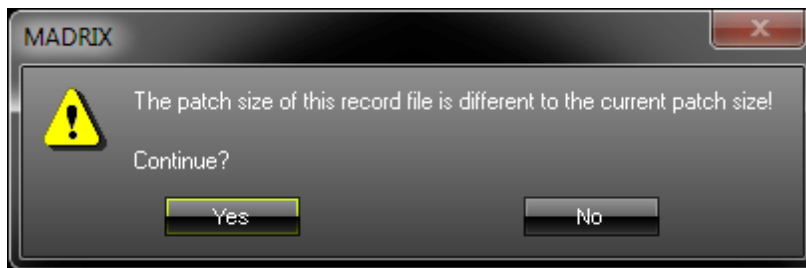 MADRIX
The patch size of this record file is different to the current patch size!
Continue?
Yes
No